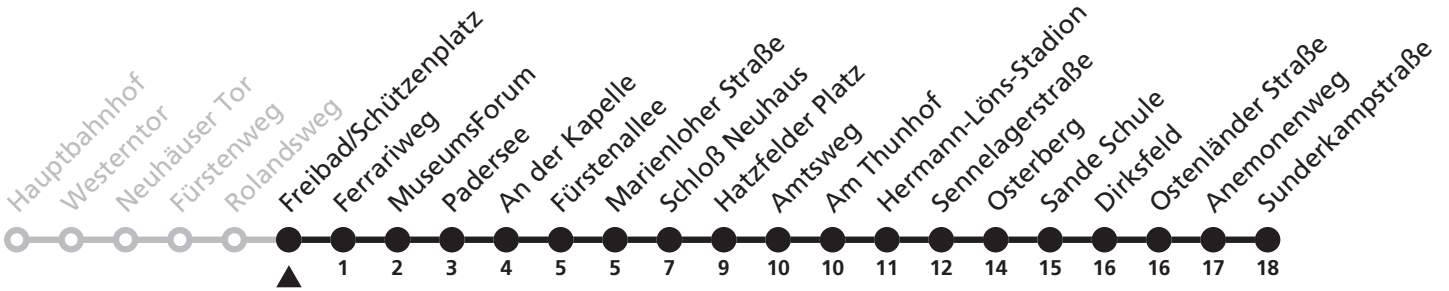 Hauptbahnhof
Westerntor
Neuhäuser Tor
Fürstenweg
Rolandsweg
Freibad/Schützenplatz
Ferrariweg
MuseumsForum
Padersee
An der Kapelle
Fürstenallee
Marienloher Straße
Schloß Neuhaus
Hatzfelder Platz
Amtsweg
Am Thunhof
Hermann-Löns-Stadion
Sennelagerstraße
Osterberg
Sande Schule
Dirksfeld
Ostenländer Straße
Anemonenweg
Sunderkampstraße
1 2 3 4 5 5 7 9 10 10 11 12 14 15 16 16 17 18